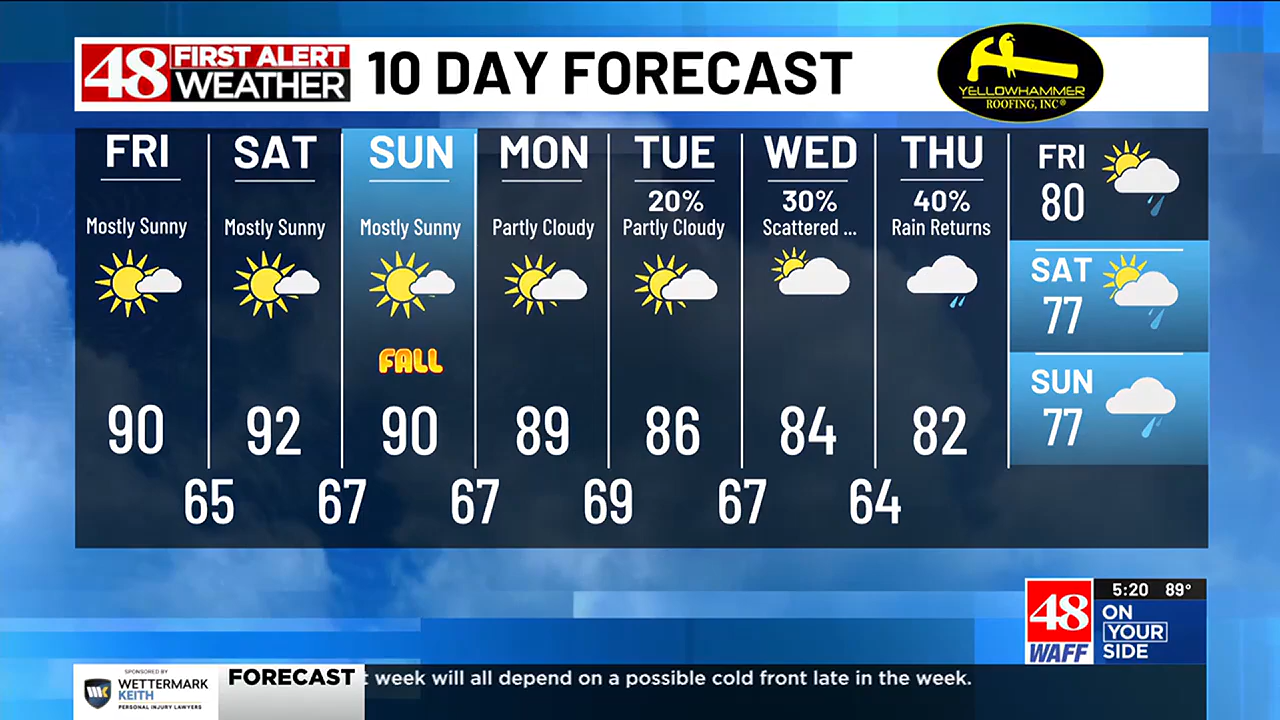 48 FIRST ALERT WEATHER
10 DAY FORECAST
YELLOWHAMMER
ROOFING, INC®
FRI
Mostly Sunny
90
SAT
Mostly Sunny
92
SUN
Mostly Sunny
FALL
90
MON
Partly Cloudy
89
TUE
20%
Partly Cloudy
86
WED
30%
Scattered ...
84
THU
40%
Rain Returns
82
65 67 67 69 67 64
FRI
80
SAT
77
SUN
77
48
WAFF
5:20 89°
ON
YOUR
SIDE
SPONSORED BY
WK
WETTERMARK
KEITH
PERSONAL INJURY LAWYERS
FORECAST
t week will all depend on a possible cold front late in the week.